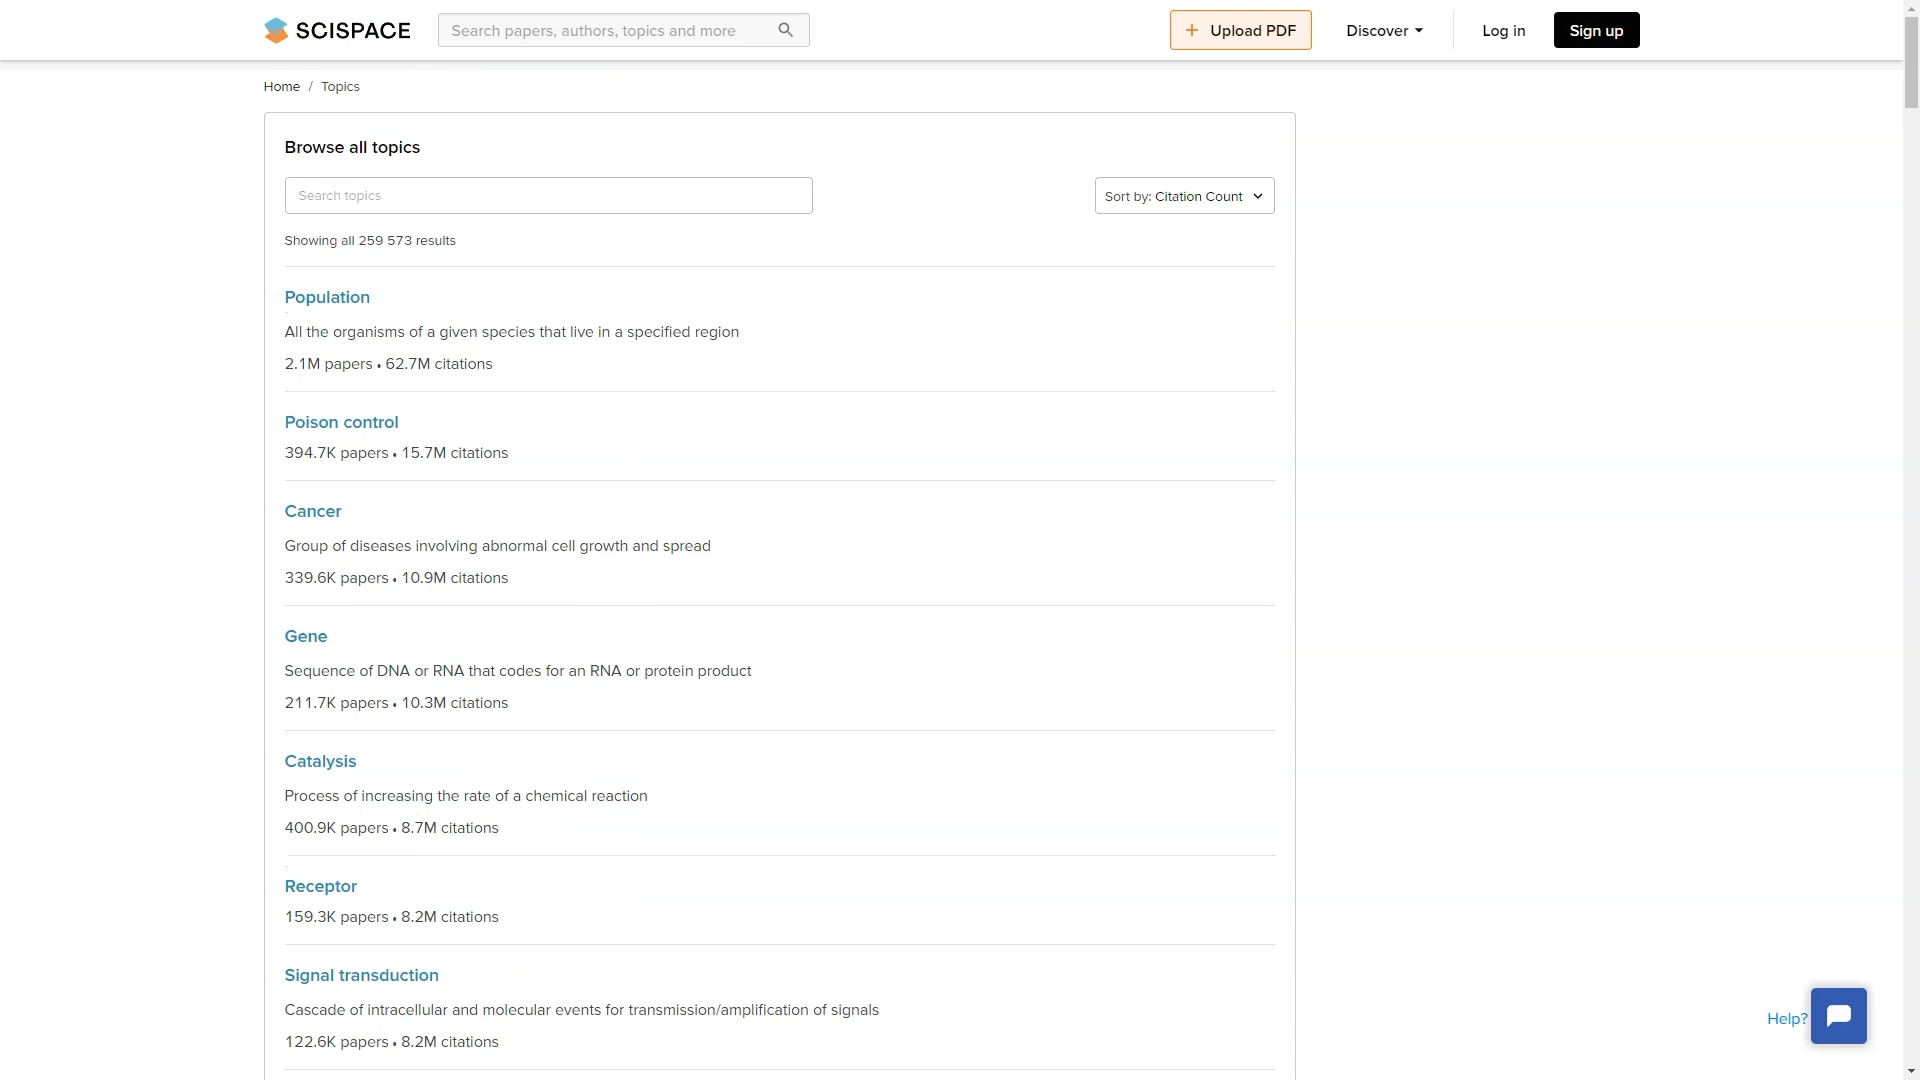 SCISPACE
Search papers, authors, topics and more
Upload PDF
Discover
Log in
Sign up
Home / Topics
Browse all topics
Search topics
Sort by: Citation Count
Showing all 259 573 results
Population
All the organisms of a given species that live in a specified region
2.1M papers • 62.7M citations
Poison control
394.7K papers • 15.7M citations
Cancer
Group of diseases involving abnormal cell growth and spread
339.6K papers • 10.9M citations
Gene
Sequence of DNA or RNA that codes for an RNA or protein product
211.7K papers • 10.3M citations
Catalysis
Process of increasing the rate of a chemical reaction
400.9K papers • 8.7M citations
Receptor
159.3K papers • 8.2M citations
Signal transduction
Cascade of intracellular and molecular events for transmission/amplification of signals
122.6K papers • 8.2M citations
Help?